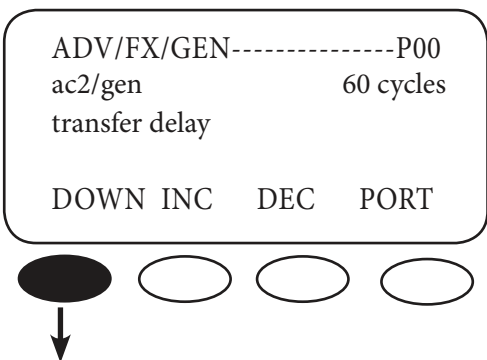 ADV/FX/GEN---------------P00
ac2/gen 60 cycles
transfer delay
DOWN INC DEC PORT